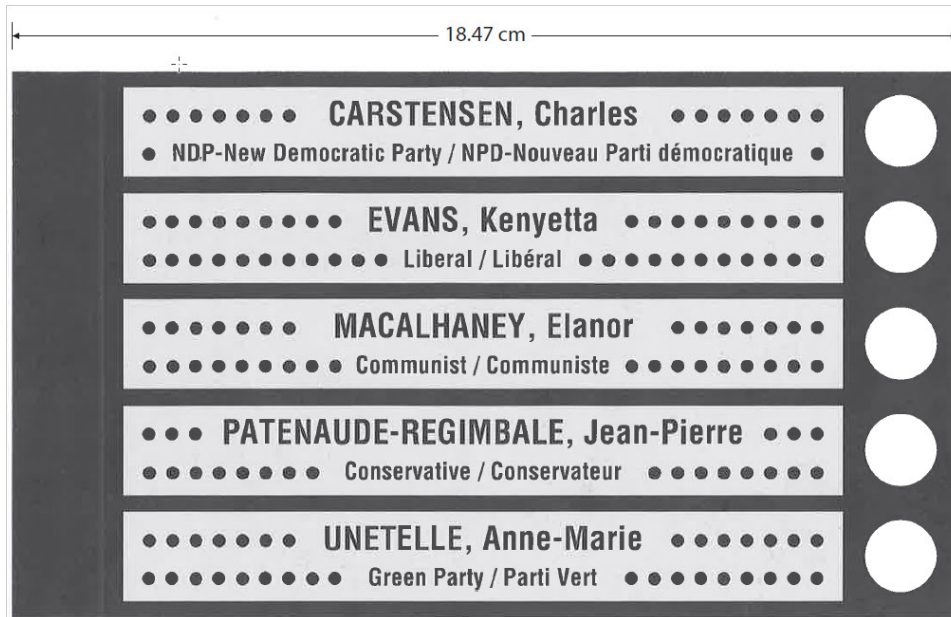 18.47 cm
CARSTENSEN, Charles
NDP-New Democratic Party / NPD-Nouveau Parti démocratique
EVANS, Kenyetta
Liberal / Libéral
MACALHANEY, Elanor
Communist / Communiste
PATENAUDE-REGIMBALE, Jean-Pierre
Conservative / Conservateur
UNETELLE, Anne-Marie
Green Party / Parti Vert